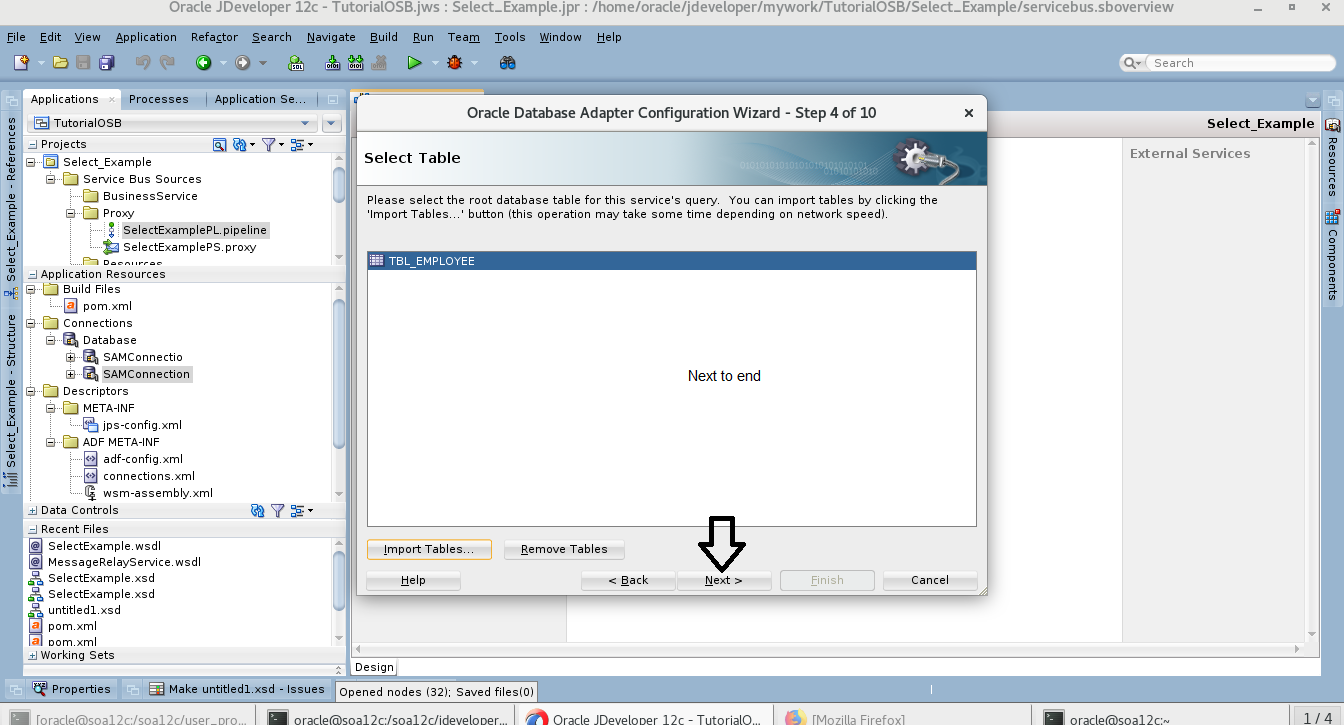 Oracle JDeveloper 12c - TutorialOSB.jws : Select_Example.jpr : /home/oracle/jdeveloper/mywork/TutorialOSB/Select_Example/servicebus.sboverview
File Edit View Application Refactor Search Navigate Build Run Team Tools Window Help
Search
Applications Processes Application Se...
TutorialOSB
Projects
Select_Example
Service Bus Sources
BusinessService
Proxy
SelectExamplePL.pipeline
SelectExamplePS.proxy
Resources
Application Resources
Build Files
pom.xml
Connections
Database
SAMConnectio
SAMConnection
Descriptors
META-INF
jps-config.xml
ADF META-INF
adf-config.xml
connections.xml
wsm-assembly.xml
Data Controls
Recent Files
SelectExample.wsdl
MessageRelayService.wsdl
SelectExample.xsd
SelectExample.xsd
untitled1.xsd
pom.xml
pom.xml
Working Sets
Select_Example - References
Select_Example - Structure
Oracle Database Adapter Configuration Wizard - Step 4 of 10
Select Table
Please select the root database table for this service's query. You can import tables by clicking the
'Import Tables...' button (this operation may take some time depending on network speed).
TBL_EMPLOYEE
Next to end
Import Tables... Remove Tables
Help < Back Next > Finish Cancel
Select_Example
External Services
Resources
Components
Design
Properties Make untitled1.xsd - Issues Opened nodes (32); Saved files(0)
[oracle@soa12c:/soa12c/user_pro... oracle@soa12c:/soa12c/jdeveloper... Oracle JDeveloper 12c - TutorialO... [Mozilla Firefox] oracle@soa12c:~ 1 / 4